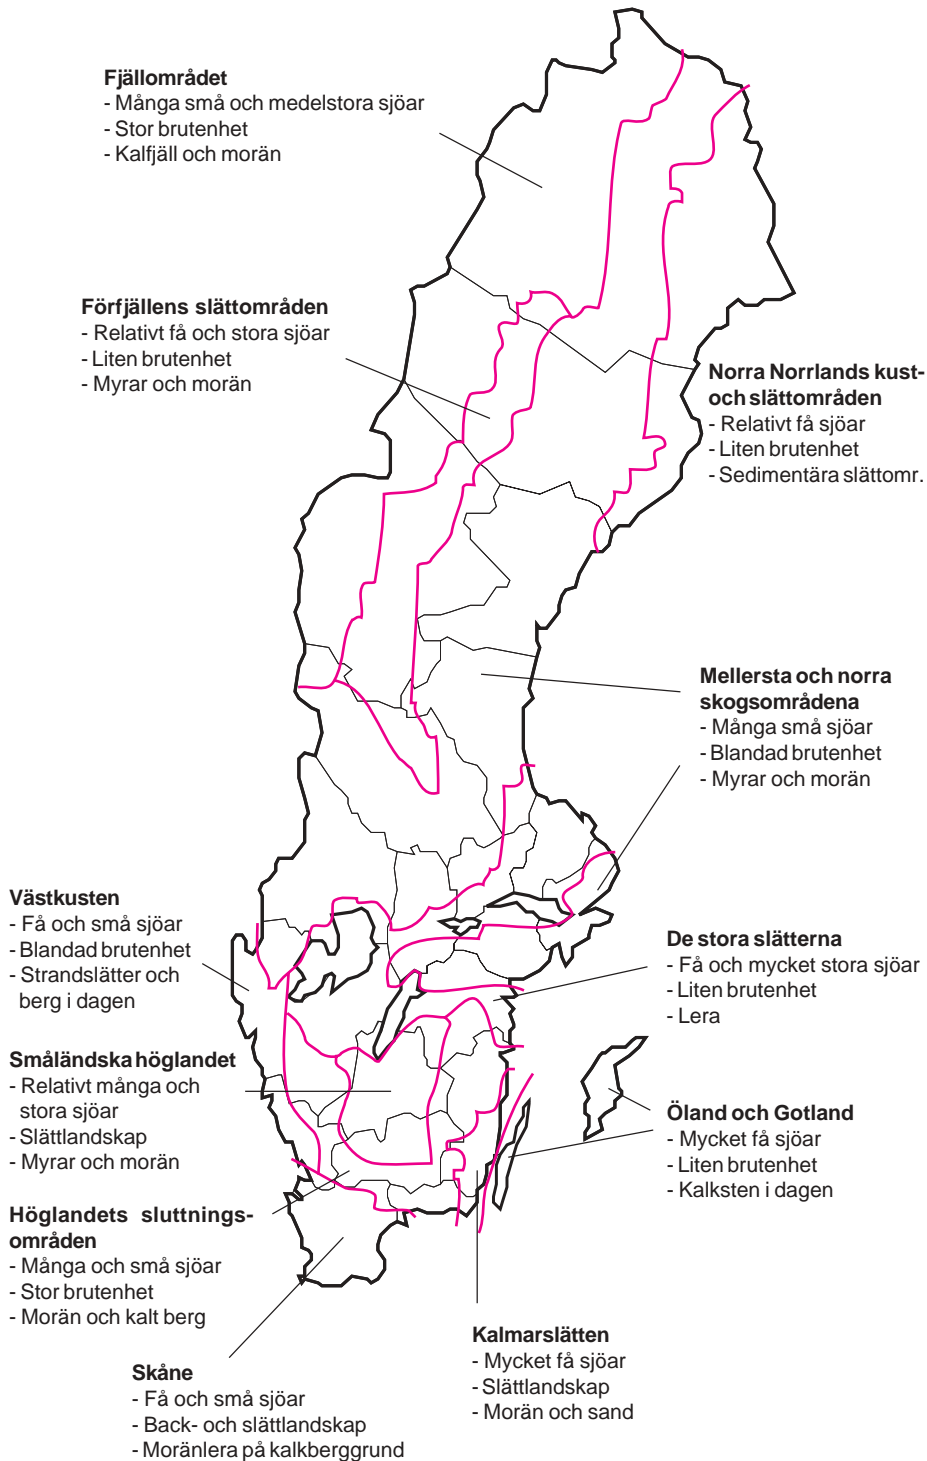 Fjällområdet
- Många små och medelstora sjöar
- Stor brutenhet
- Kalfjäll och morän
Förfjällens slättområden
- Relativt få och stora sjöar
- Liten brutenhet
- Myrar och morän
Norra Norrlands kust-
och slättområden
- Relativt få sjöar
- Liten brutenhet
- Sedimentära slättomr.
Mellersta och norra
skogsområdena
- Många små sjöar
- Blandad brutenhet
- Myrar och morän
Västkusten
- Få och små sjöar
- Blandad brutenhet
- Strandslätter och
berg i dagen
De stora slätterna
- Få och mycket stora sjöar
- Liten brutenhet
- Lera
Småländska höglandet
- Relativt många och
stora sjöar
- Slättlandskap
- Myrar och morän
Öland och Gotland
- Mycket få sjöar
- Liten brutenhet
- Kalksten i dagen
Höglandets sluttnings-
områden
- Många och små sjöar
- Stor brutenhet
- Morän och kalt berg
Kalmarslätten
- Mycket få sjöar
- Slättlandskap
- Morän och sand
Skåne
- Få och små sjöar
- Back- och slättlandskap
- Moränlera på kalkberggrund